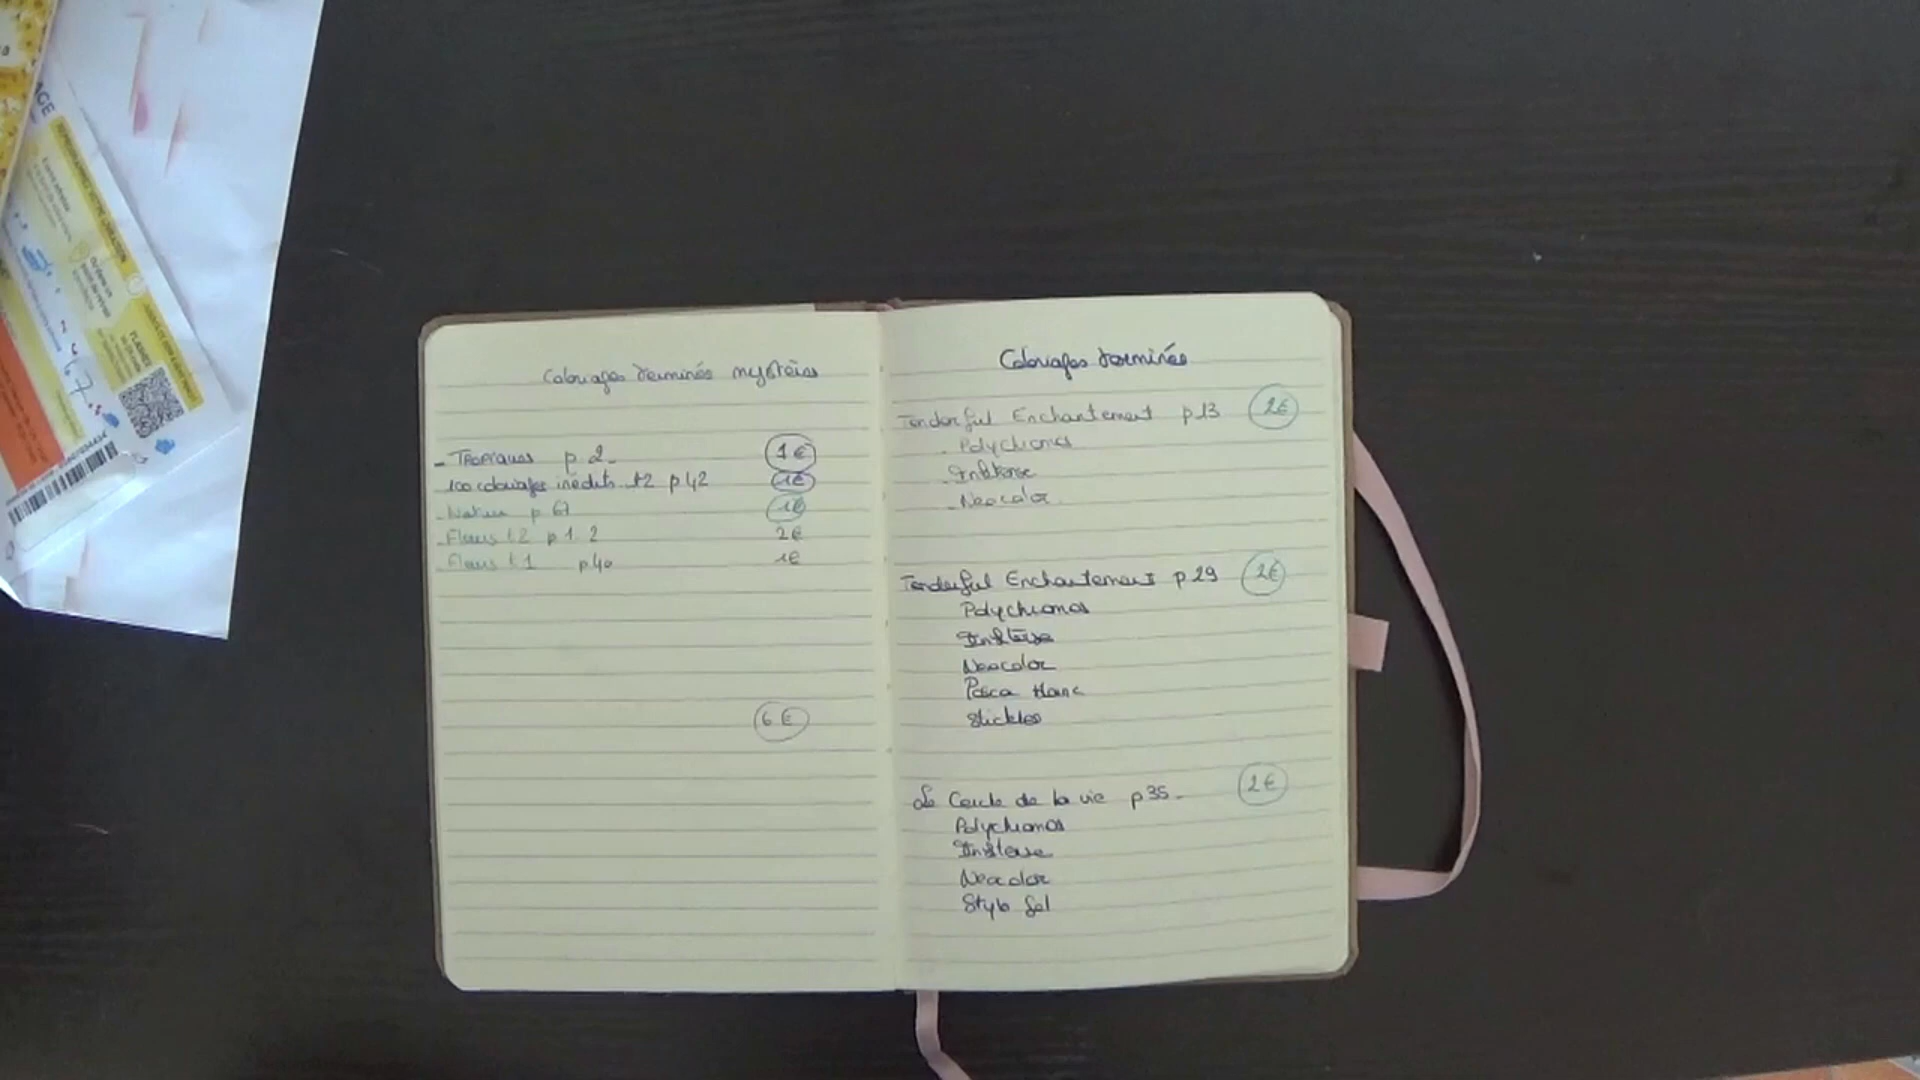 Coloriages terminés mystères
- TROPIQUES p 2 1€
100 coloriages inédits t2 p 42 1€
- Nature p 67 1€
- Fleurs t2 p 1 2 2€
- Fleurs t1 p 40 1€
6 €
Coloriages terminés
Tenderful Enchantement p 13 2€
- Polychromos
- Inktense
- Neocolor
Tenderful Enchantement p 29 2€
Polychromos
Inktense
Neocolor
Posca blanc
Stickles
Le Cercle de la vie p 35 - 2€
Polychromos
Inktense
Neocolor
Stylo gel
FLASHEZ